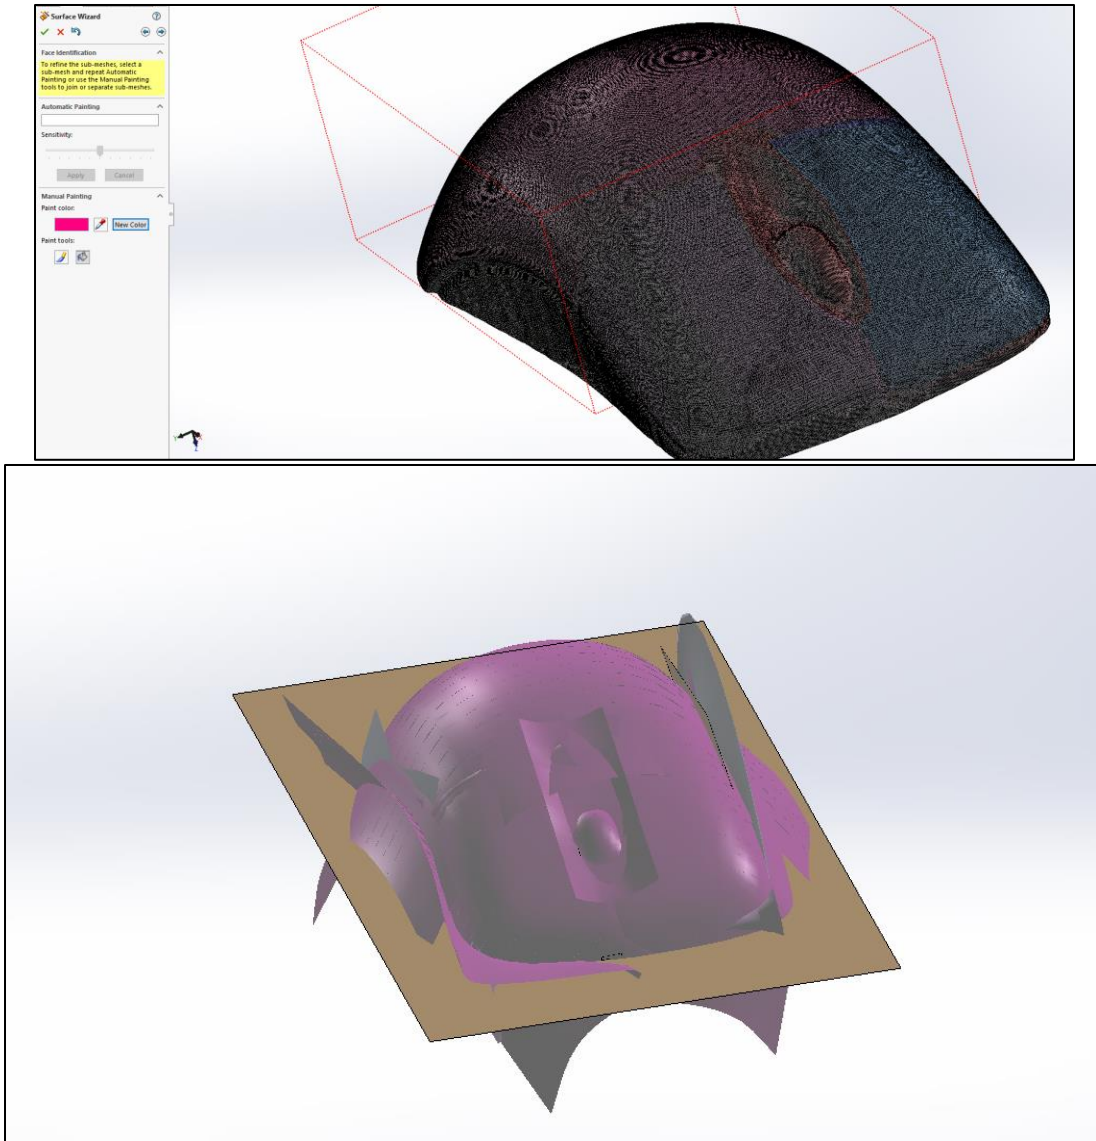 Surface Wizard
Face Identification
To refine the sub-meshes, select a
sub-mesh and repeat Automatic
Painting or use the Manual Painting
tools to join or separate sub-meshes.
Automatic Painting
Sensitivity:
Apply Cancel
Manual Painting
Paint color:
New Color
Paint tools: